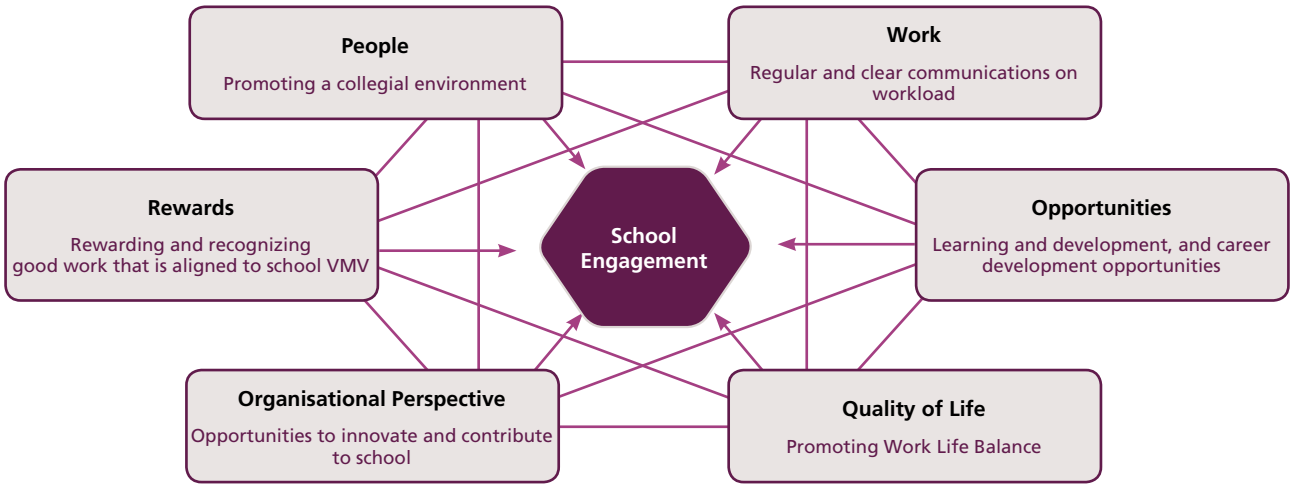 People
Promoting a collegial environment
Work
Regular and clear communications on
workload
Rewards
Rewarding and recognizing
good work that is aligned to school VMV
School
Engagement
Opportunities
Learning and development, and career
development opportunities
Organisational Perspective
Opportunities to innovate and contribute
to school
Quality of Life
Promoting Work Life Balance